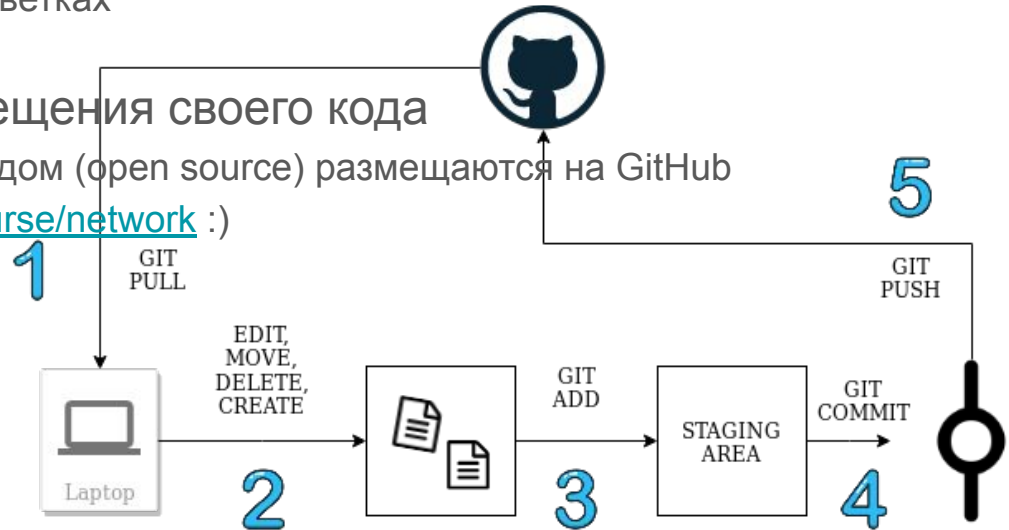 ещения своего кода
дом (open source) размещаются на GitHub
urse/network :)
1
GIT
PULL
5
GIT
PUSH
EDIT,
MOVE,
DELETE,
CREATE
GIT
ADD
STAGING
AREA
GIT
COMMIT
Laptop
2
3
4